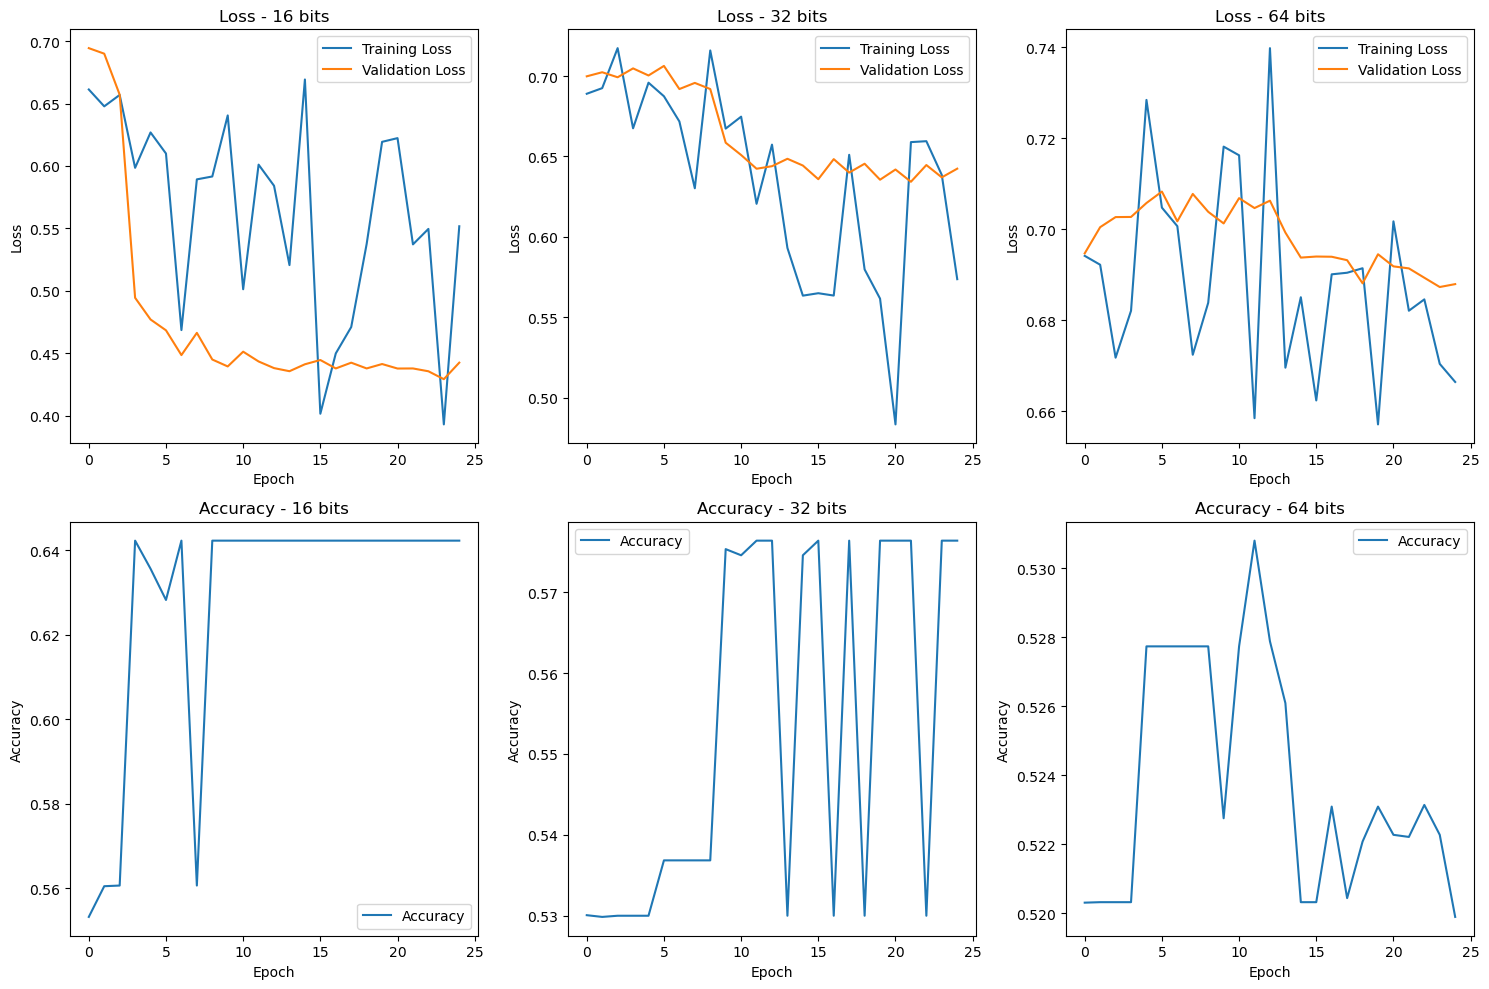 Loss - 16 bits
Loss
0.70
0.65
0.60
0.55
0.50
0.45
0.40
Training Loss
Validation Loss
0 5 10 15 20 25
Epoch
Loss - 32 bits
Loss
0.70
0.65
0.60
0.55
0.50
Training Loss
Validation Loss
0 5 10 15 20 25
Epoch
Loss - 64 bits
Loss
0.74
0.72
0.70
0.68
0.66
Training Loss
Validation Loss
0 5 10 15 20 25
Epoch
Accuracy - 16 bits
Accuracy
0.64
0.62
0.60
0.58
0.56
Accuracy
0 5 10 15 20 25
Epoch
Accuracy - 32 bits
Accuracy
Accuracy
0.57
0.56
0.55
0.54
0.53
0 5 10 15 20 25
Epoch
Accuracy - 64 bits
Accuracy
Accuracy
0.530
0.528
0.526
0.524
0.522
0.520
0 5 10 15 20 25
Epoch